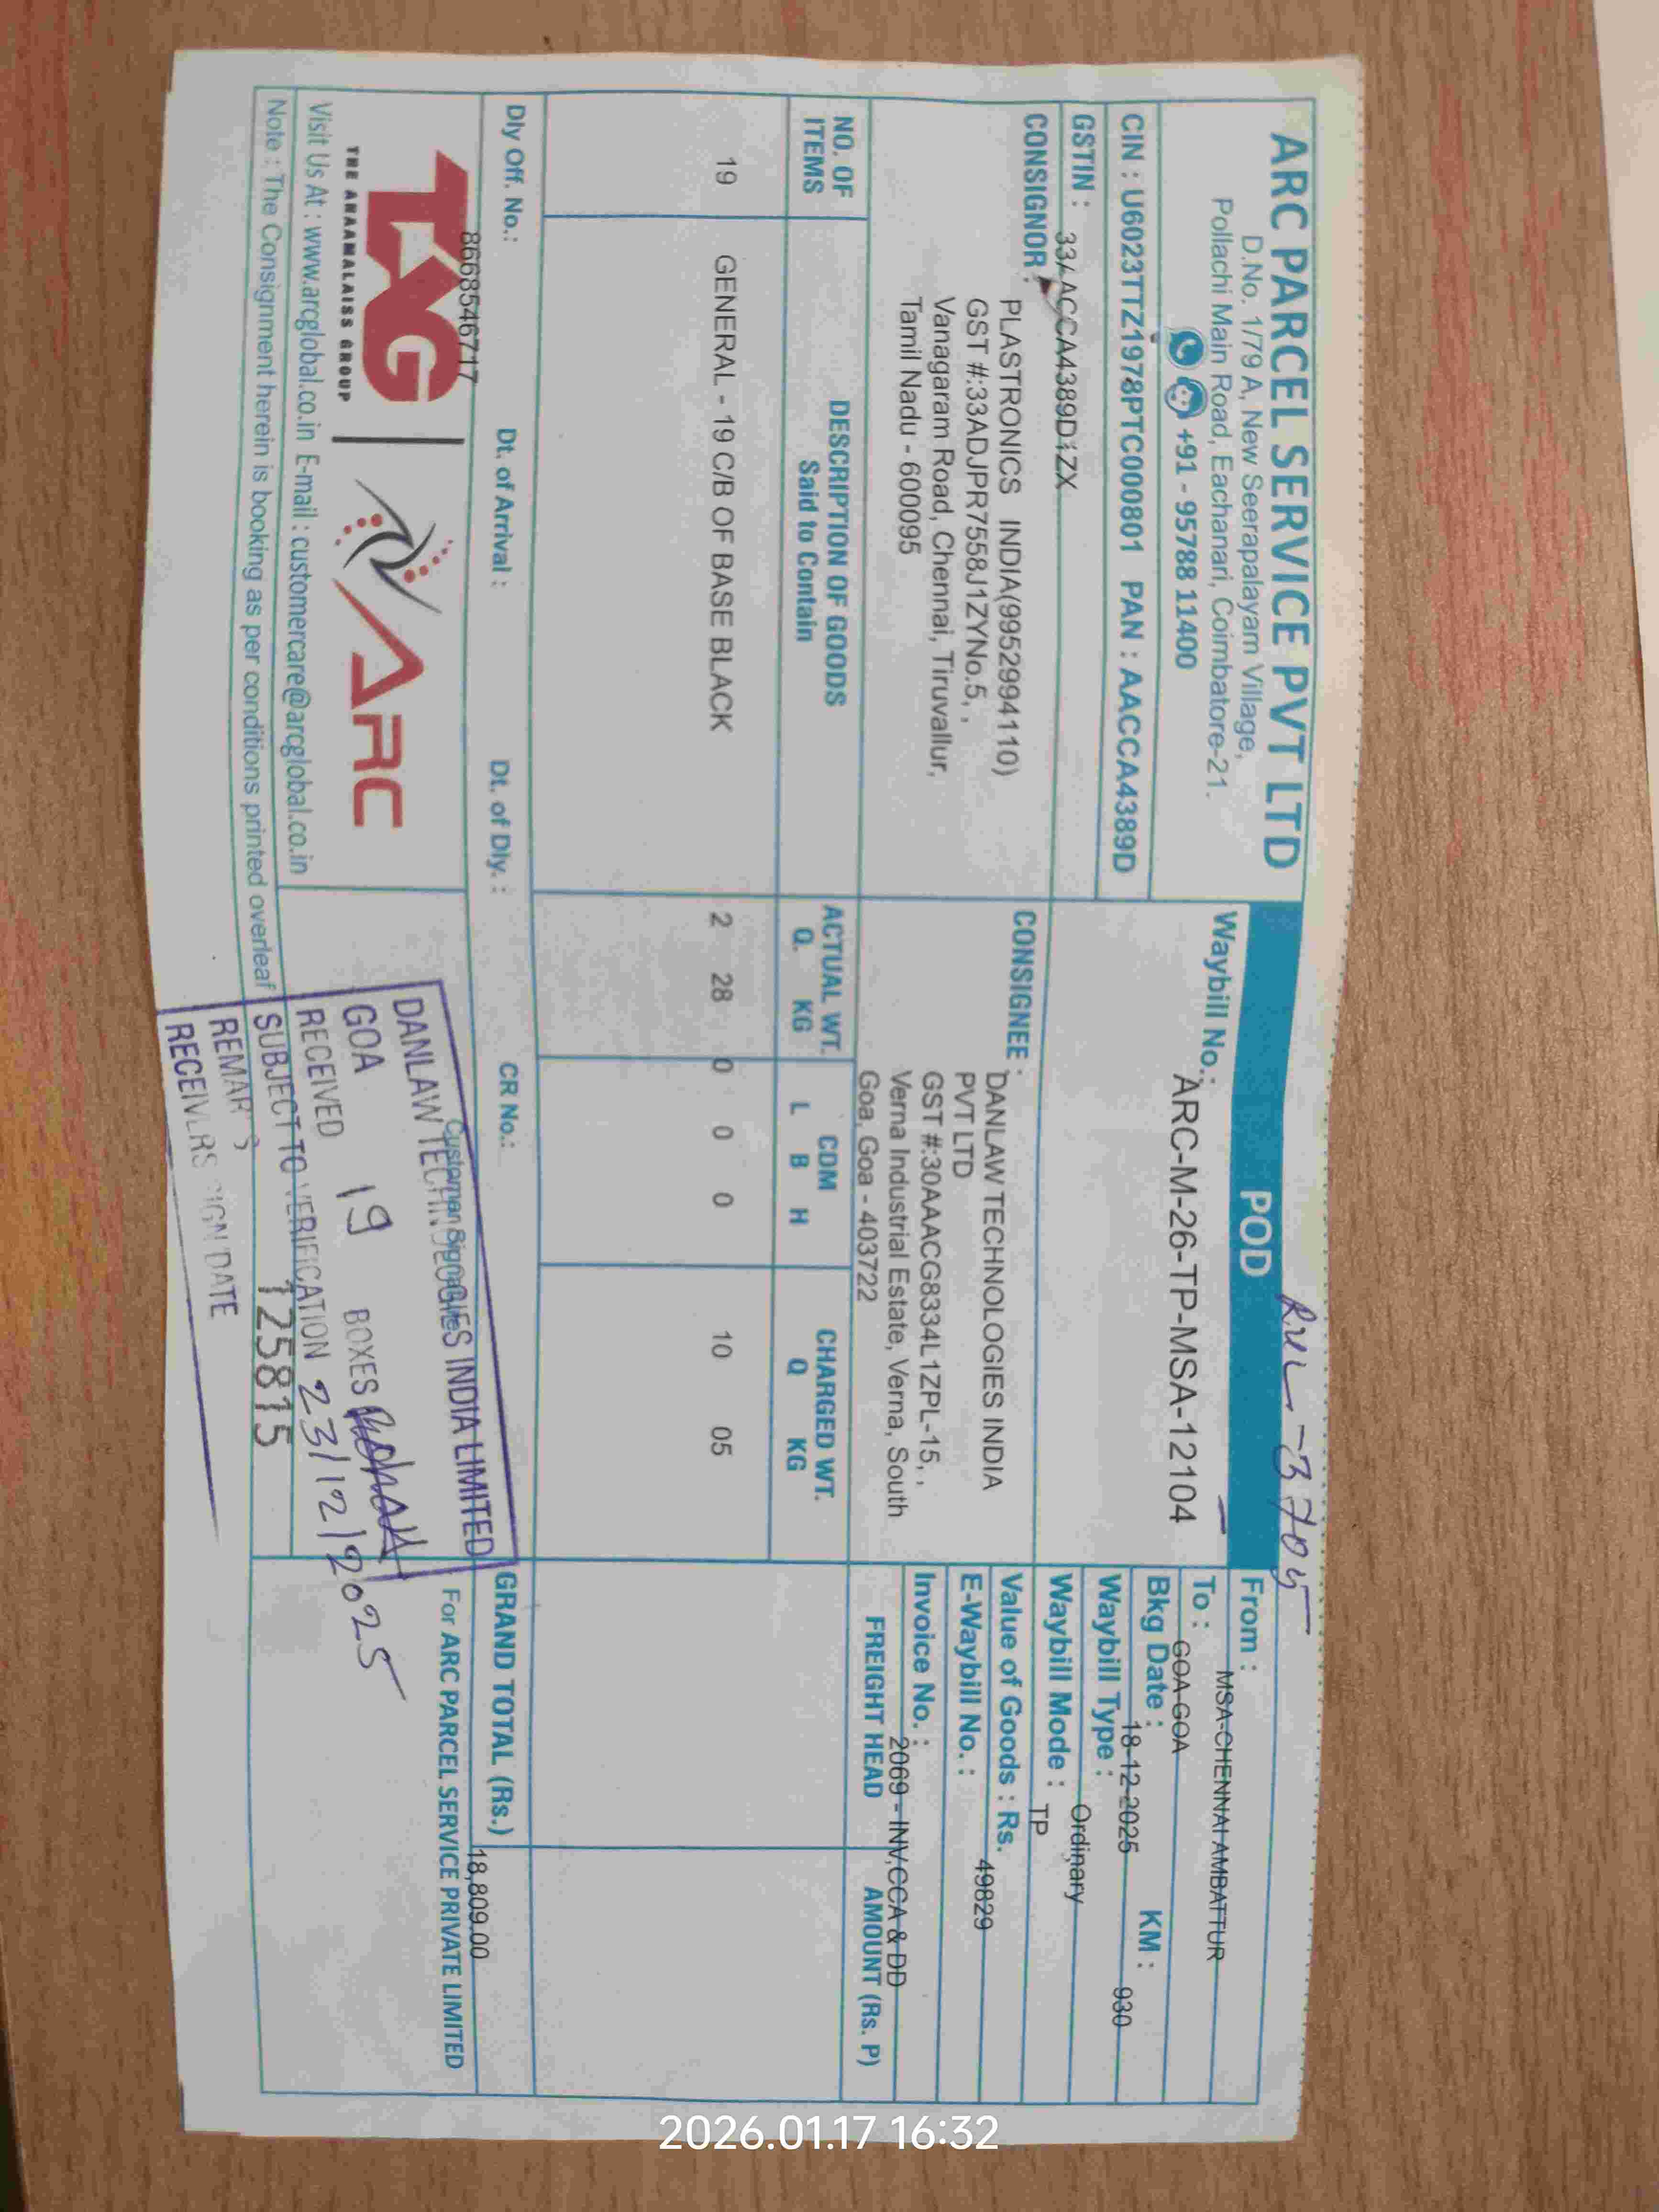 ARC PARCEL SERVICE PVT LTD
D.No. 1/79 A, New Seerapalayam Village,
Pollachi Main Road, Eachanari, Coimbatore-21.
+91 - 95788 11400
CIN : U6023TTZ1978PTC000801 PAN : AACCA4389D
GSTIN :
CONSIGNOR :
PLASTRONICS INDIA(9952994110)
GST #:33ADJPR7558J1ZYNo.5, ,
Vanagaram Road, Chennai, Tiruvallur,
Tamil Nadu - 600095
POD
Waybill No.: ARC-M-26-TP-MSA-12104
CONSIGNEE :
DANLAW TECHNOLOGIES INDIA
PVT LTD
GST #:30AAACG8334L1ZPL-15, ,
Verna Industrial Estate, Verna, South
Goa, Goa - 403722
From : MSA-CHENNAI AMBATTUR
To : GOA-GOA
Bkg Date : 18-12-2025 KM : 930
Waybill Type : Ordinary
Waybill Mode : TP
Value of Goods : Rs. 49829
E-Waybill No. :
Invoice No. : 2069 - INV,CCA & DD
NO. OF ITEMS
DESCRIPTION OF GOODS
Said to Contain
ACTUAL WT.
Q. KG
CDM
L B H
CHARGED WT.
Q KG
FREIGHT HEAD
AMOUNT (Rs. P)
19 GENERAL - 19 C/B OF BASE BLACK 2 28 0 0 0 10 05
Dly Off. No.: 8668546717
Dt. of Arrival :
Dt. of Dly. :
CR No.:
GRAND TOTAL (Rs.) 18,809.00
TAG
THE ANAAMALAISS GROUP
ARC
Visit Us At : www.arcglobal.co.in E-mail : customercare@arcglobal.co.in
Note : The Consignment herein is booking as per conditions printed overleaf
DANLAW TECHNOLOGIES INDIA LIMITED
GOA
RECEIVED 19 BOXES
SUBJECT TO VERIFICATION 23/12/2025
REMARKS
RECEIVERS SIGN DATE
125815
For ARC PARCEL SERVICE PRIVATE LIMITED
2026.01.17 16:32